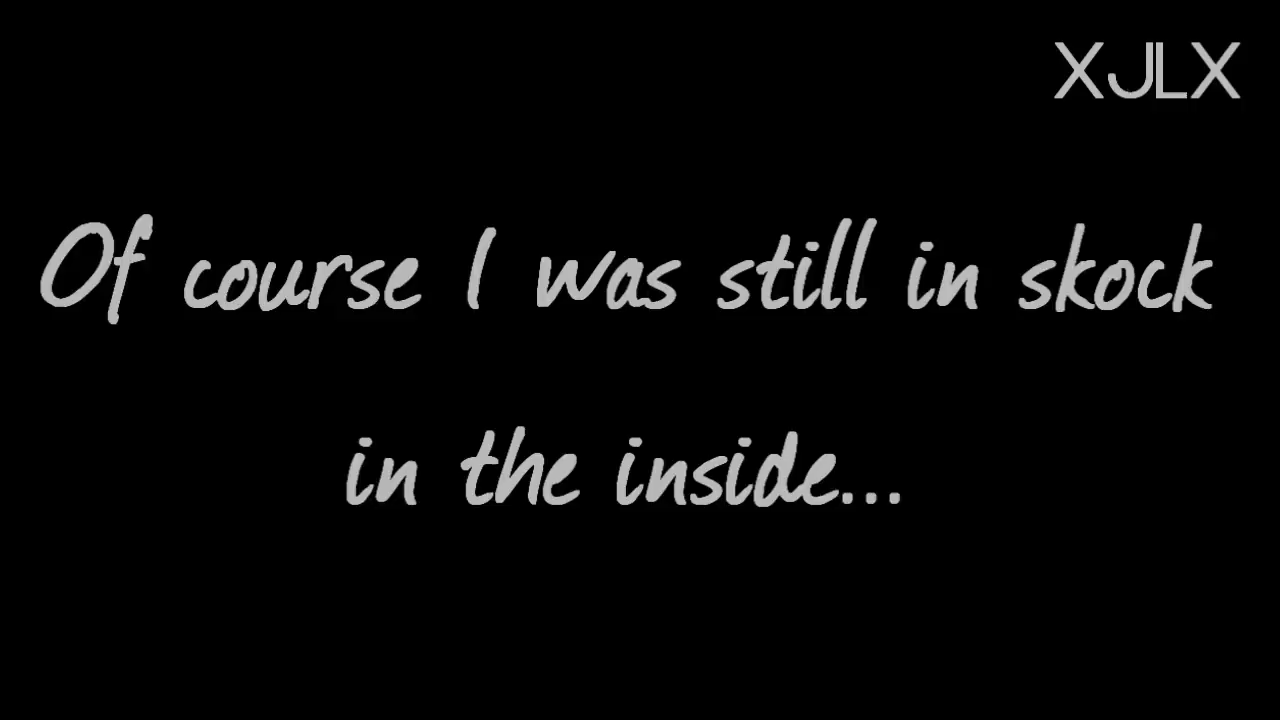 XJLX
Of course I was still in skock
in the inside...